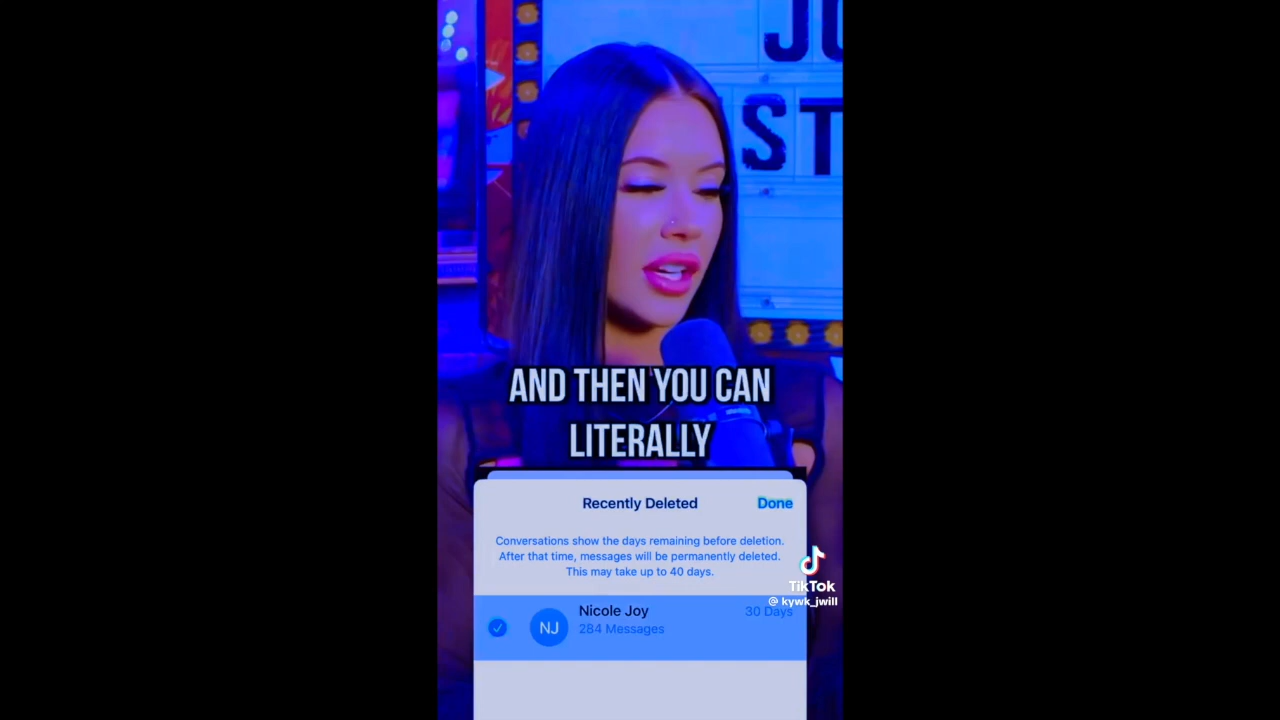 JO
ST
AND THEN YOU CAN
LITERALLY
Recently Deleted
Done
Conversations show the days remaining before deletion.
After that time, messages will be permanently deleted.
This may take up to 40 days.
NJ
Nicole Joy
30 Days
284 Messages
TikTok
@ kywk_jwill